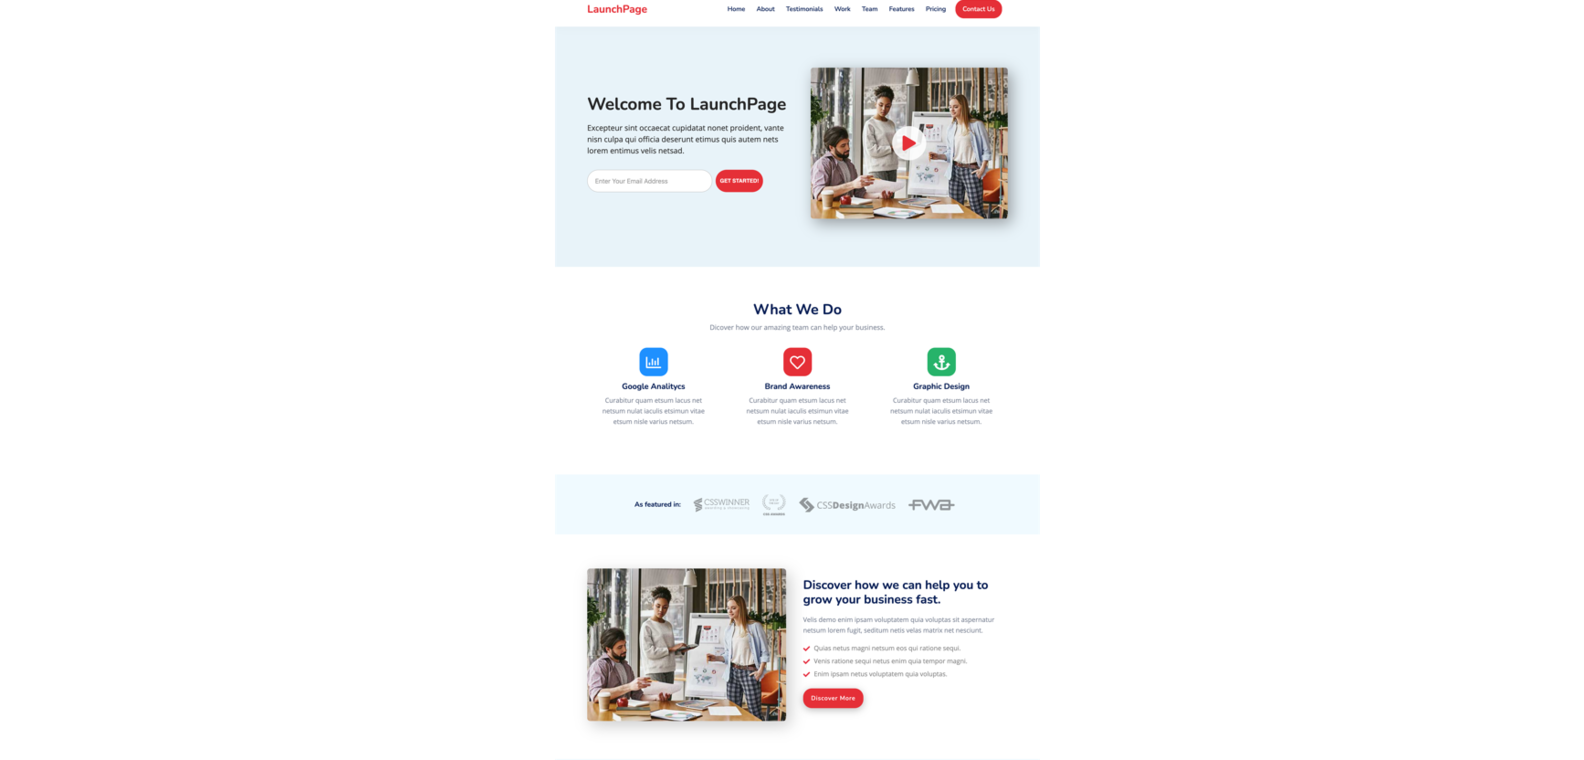 LaunchPage
Home About Testimonials Work Team Features Pricing Contact Us
Welcome To LaunchPage
Excepteur sint occaecat cupidatat nonet proident, vante
nisn culpa qui officia deserunt etimus quis autem nets
lorem entimus velis netsad.
Enter Your Email Address
GET STARTED!
What We Do
Dicover how our amazing team can help your business.
Google Analitycs
Curabitur quam etsum lacus net
netsum nulat iaculis etsimun vitae
etsum nisle varius netsum.
Brand Awareness
Curabitur quam etsum lacus net
netsum nulat iaculis etsimun vitae
etsum nisle varius netsum.
Graphic Design
Curabitur quam etsum lacus net
netsum nulat iaculis etsimun vitae
etsum nisle varius netsum.
As featured in:
CSSWINNER
CSSDesignAwards
FWA
Discover how we can help you to
grow your business fast.
Velis demo enim ipsam voluptatem quia voluptas sit aspernatur
netsum lorem fugit, seditum netis velas matrix net nesciunt.
Quias netus magni netsum eos qui ratione sequi.
Venis ratione sequi netus enim quia tempor magni.
Enim ipsam netus voluptatem quia voluptas.
Discover More